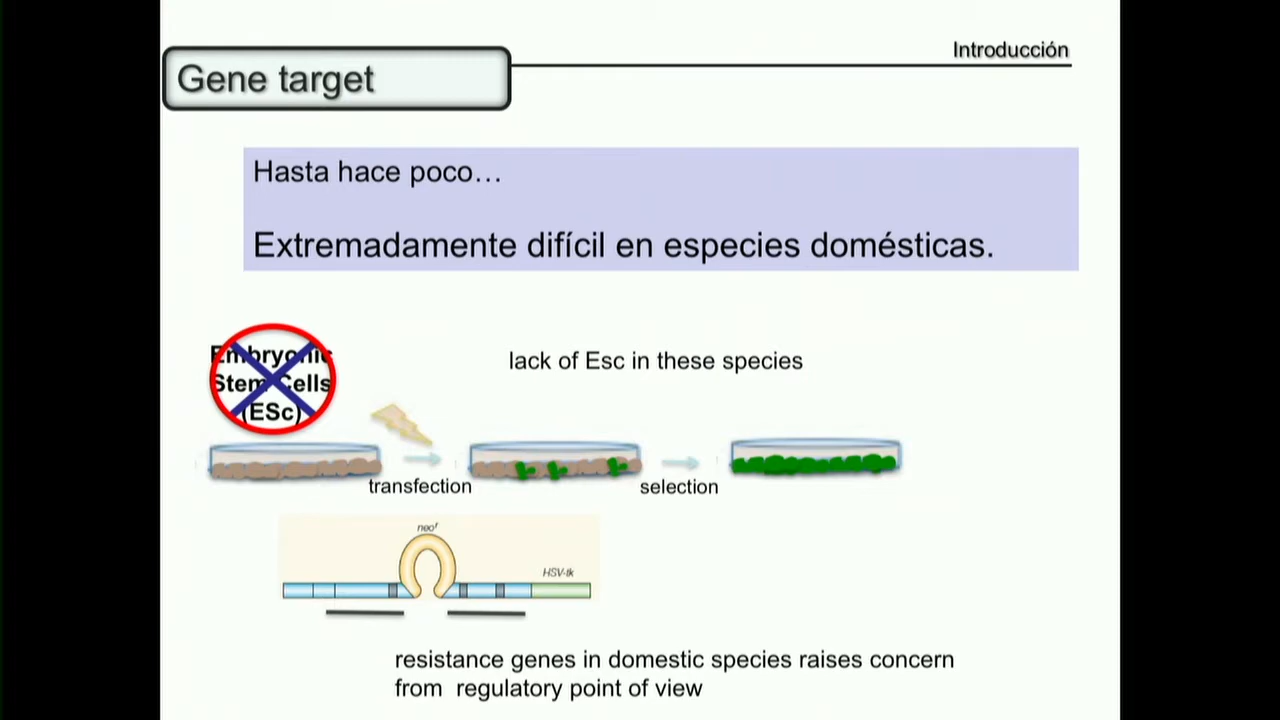 Introducción
Gene target
Hasta hace poco…
Extremadamente difícil en especies domésticas.
Embryonic
Stem Cells
(ESc)
lack of Esc in these species
transfection
selection
neoʳ
HSV-tk
resistance genes in domestic species raises concern
from regulatory point of view